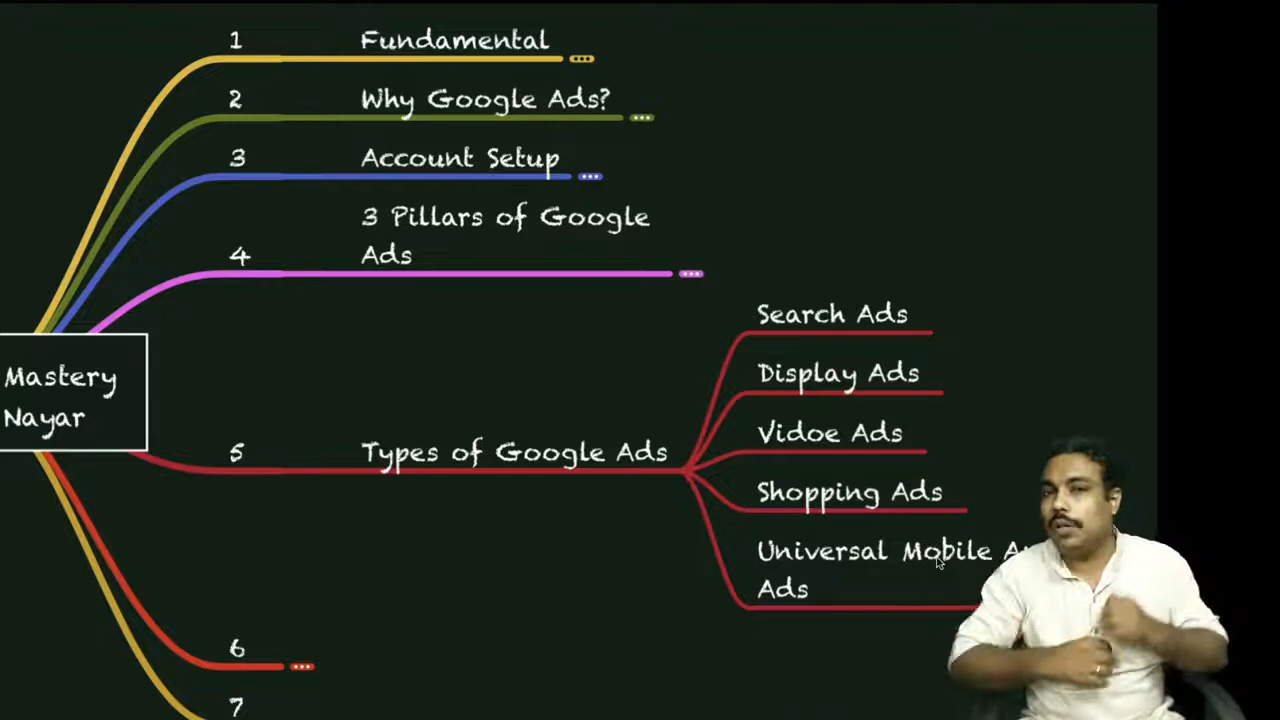 1 Fundamental
2 Why Google Ads?
3 Account Setup
3 Pillars of Google
4 Ads
Mastery
Nayar
5 Types of Google Ads
Search Ads
Display Ads
Vidoe Ads
Shopping Ads
Universal Mobile
Ads
6
7